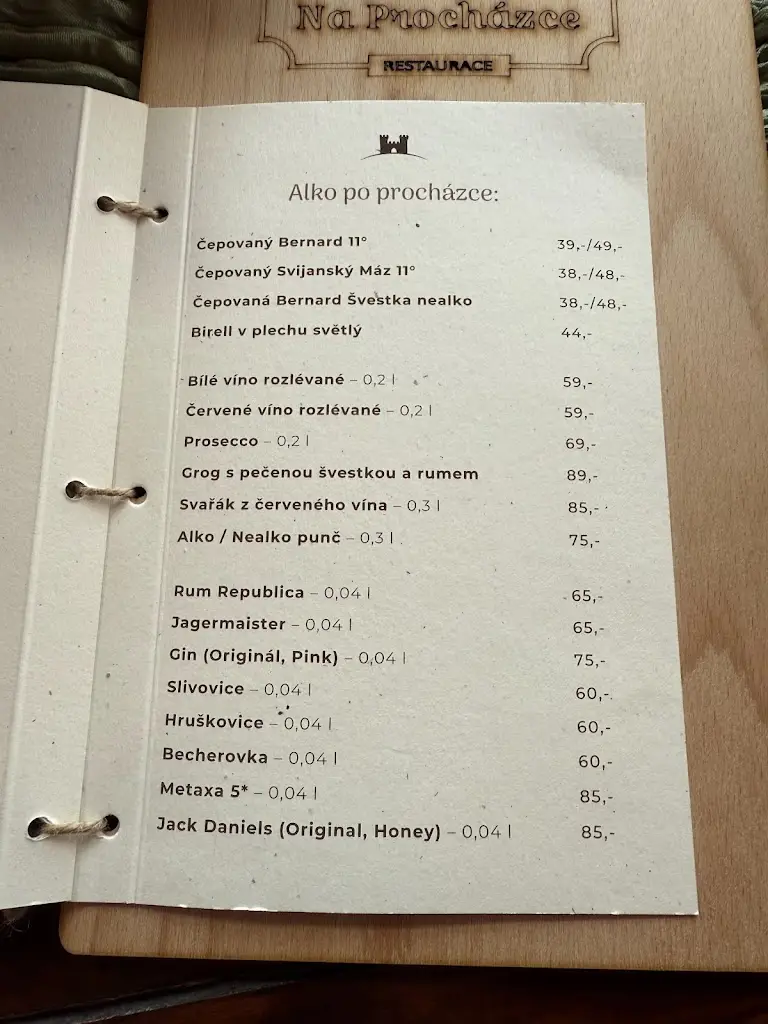 Na Procházce
RESTAURACE
Alko po procházce:
Čepovaný Bernard 11° 39,-/49,-
Čepovaný Svijanský Máz 11° 38,-/48,-
Čepovaná Bernard Švestka nealko 38,-/48,-
Birell v plechu světlý 44,-
Bílé víno rozlévané – 0,2 l 59,-
Červené víno rozlévané – 0,2 l 59,-
Prosecco – 0,2 l 69,-
Grog s pečenou švestkou a rumem 89,-
Svařák z červeného vína – 0,3 l 85,-
Alko / Nealko punč – 0,3 l 75,-
Rum Republica – 0,04 l 65,-
Jagermaister – 0,04 l 65,-
Gin (Originál, Pink) – 0,04 l 75,-
Slivovice – 0,04 l 60,-
Hruškovice – 0,04 l 60,-
Becherovka – 0,04 l 60,-
Metaxa 5* – 0,04 l 85,-
Jack Daniels (Original, Honey) – 0,04 l 85,-